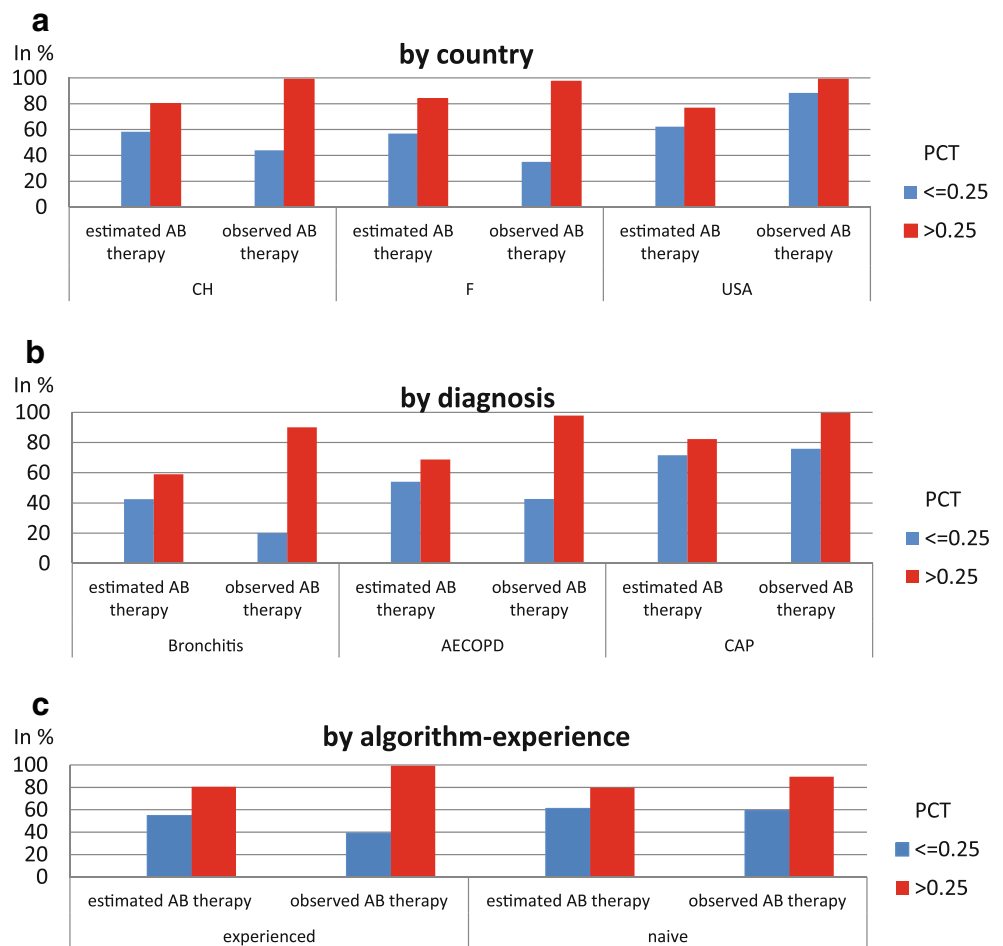 a
In %
by country
100
80
60
40
20
0
estimated AB therapy
observed AB therapy
estimated AB therapy
observed AB therapy
estimated AB therapy
observed AB therapy
CH
F
USA
PCT
<=0.25
>0.25
b
In %
by diagnosis
100
80
60
40
20
0
estimated AB therapy
observed AB therapy
estimated AB therapy
observed AB therapy
estimated AB therapy
observed AB therapy
Bronchitis
AECOPD
CAP
PCT
<=0.25
>0.25
c
In %
by algorithm-experience
100
80
60
40
20
0
estimated AB therapy
observed AB therapy
estimated AB therapy
observed AB therapy
experienced
naive
PCT
<=0.25
>0.25